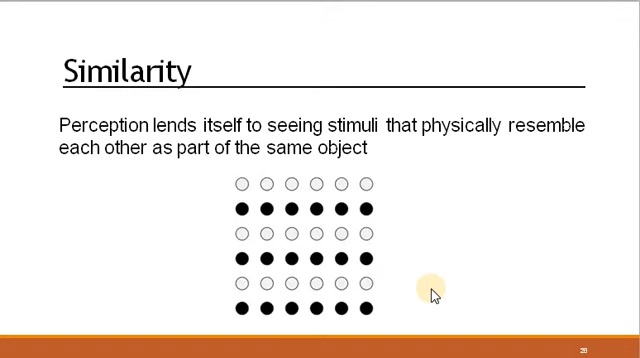 Similarity
Perception lends itself to seeing stimuli that physically resemble
each other as part of the same object